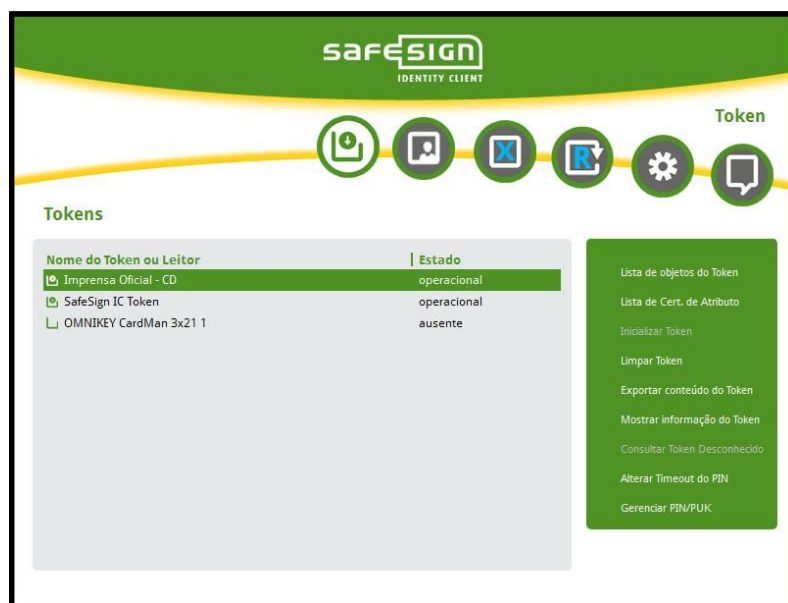 safesign
IDENTITY CLIENT
Token
X
R
Tokens
Nome do Token ou Leitor Estado
Imprensa Oficial - CD operacional
SafeSign IC Token operacional
OMNIKEY CardMan 3x21 1 ausente
Lista de objetos do Token
Lista de Cert. de Atributo
Inicializar Token
Limpar Token
Exportar conteúdo do Token
Mostrar informação do Token
Consultar Token Desconhecido
Alterar Timeout do PIN
Gerenciar PIN/PUK